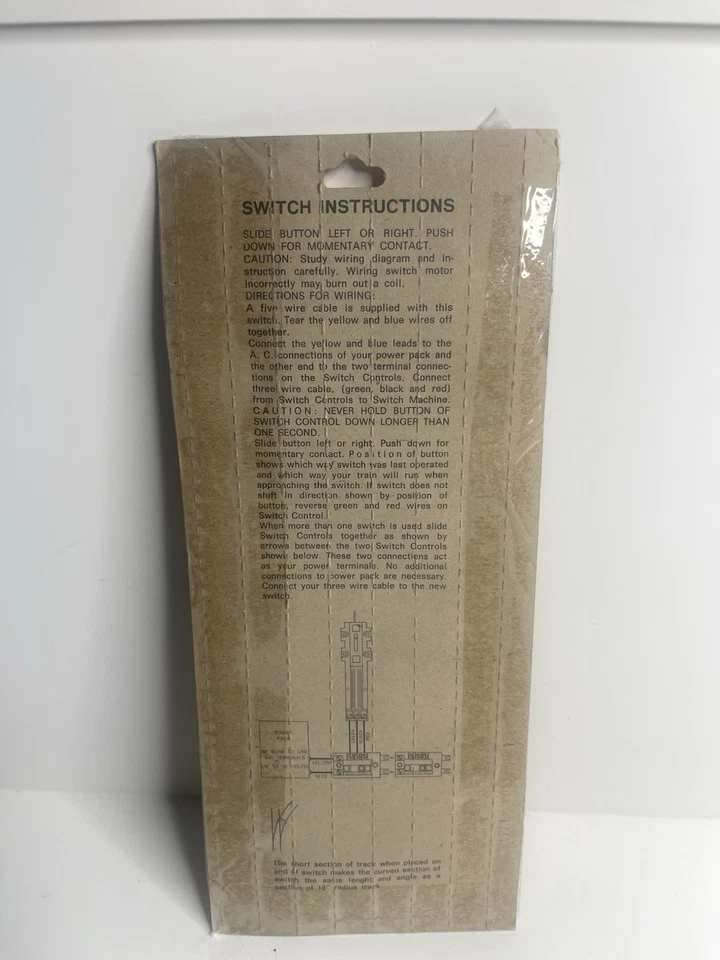 SWITCH INSTRUCTIONS
SLIDE BUTTON LEFT OR RIGHT. PUSH
DOWN FOR MOMENTARY CONTACT.
CAUTION: Study wiring diagram and in-
struction carefully. Wiring switch motor
incorrectly may burn out a coil.
DIRECTIONS FOR WIRING:
A five wire cable is supplied with this
switch. Tear the yellow and blue wires off
together.
Connect the yellow and blue leads to the
A. C. connections of your power pack and
the other end to the two terminal connec-
tions on the Switch Controls. Connect
three wire cable, (green, black and red)
from Switch Controls to Switch Machine.
CAUTION: NEVER HOLD BUTTON OF
SWITCH CONTROL DOWN LONGER THAN
ONE SECOND.
Slide button left or right. Push down for
momentary contact. Position of button
shows which way switch was last operated
and which way your train will run when
approaching the switch. If switch does not
shift in direction shown by position of
button, reverse green and red wires on
Switch Control.
When more than one switch is used slide
Switch Controls together as shown by
arrows between the two Switch Controls
shown below. These two connections act
as your power terminals. No additional
connections to power pack are necessary.
Connect your three wire cable to the new
switch.
GREEN
BLACK
RED
POWER
PACK
BE SURE TO USE
A.C. TERMINALS
YELLOW
BLUE
The short section of track when placed on
end of switch makes the curved section of
switch the same lenght and angle as a
section of 18" radius track.